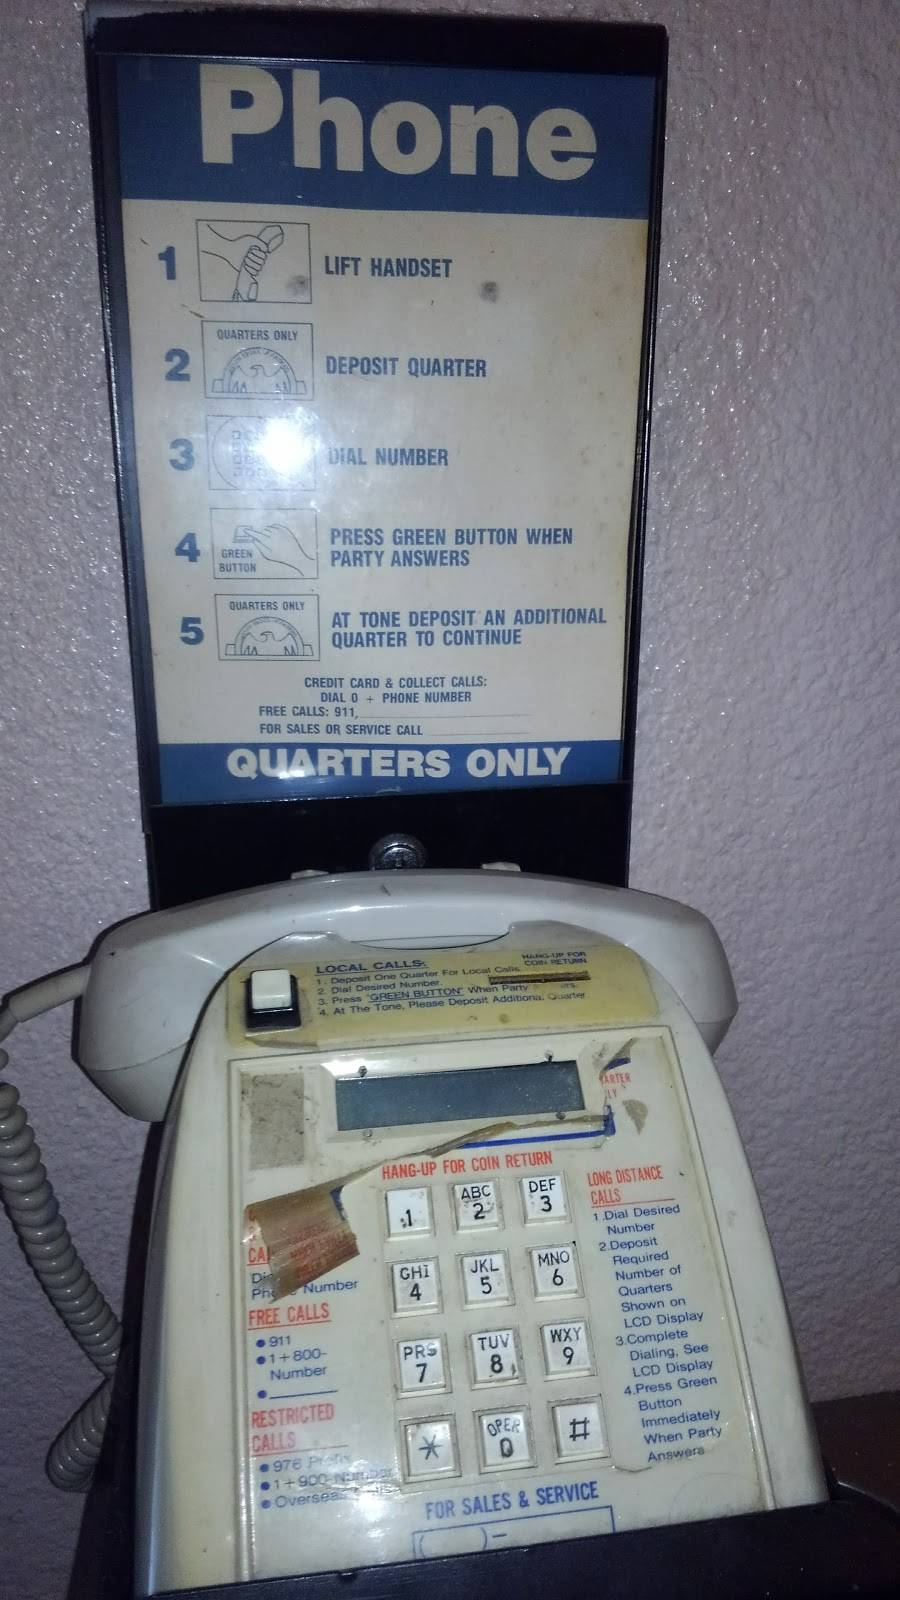 Phone
1 LIFT HANDSET
QUARTERS ONLY
2 DEPOSIT QUARTER
3 DIAL NUMBER
4 GREEN BUTTON
PRESS GREEN BUTTON WHEN
PARTY ANSWERS
QUARTERS ONLY
5 AT TONE DEPOSIT AN ADDITIONAL
QUARTER TO CONTINUE
CREDIT CARD & COLLECT CALLS:
DIAL 0 + PHONE NUMBER
FREE CALLS: 911,
FOR SALES OR SERVICE CALL
QUARTERS ONLY
LOCAL CALLS:
1. Deposit One Quarter For Local Calls
2. Dial Desired Number.
3. Press "GREEN BUTTON" When Party
4. At The Tone, Please Deposit Additional Quarter
HANG-UP FOR
COIN RETURN
HANG-UP FOR COIN RETURN
1
ABC
2
DEF
3
GHI
4
JKL
5
MNO
6
PRS
7
TUV
8
WXY
9
*
OPER
0
#
Number
FREE CALLS
• 911
• 1+800-
Number
•
RESTRICTED
CALLS
• 976
• 1+900-Number
• Overseas
LONG DISTANCE
CALLS
1.Dial Desired
Number
2.Deposit
Required
Number of
Quarters
Shown on
LCD Display
3.Complete
Dialing, See
LCD Display
4.Press Green
Button
Immediately
When Party
Answers
FOR SALES & SERVICE
( ) –